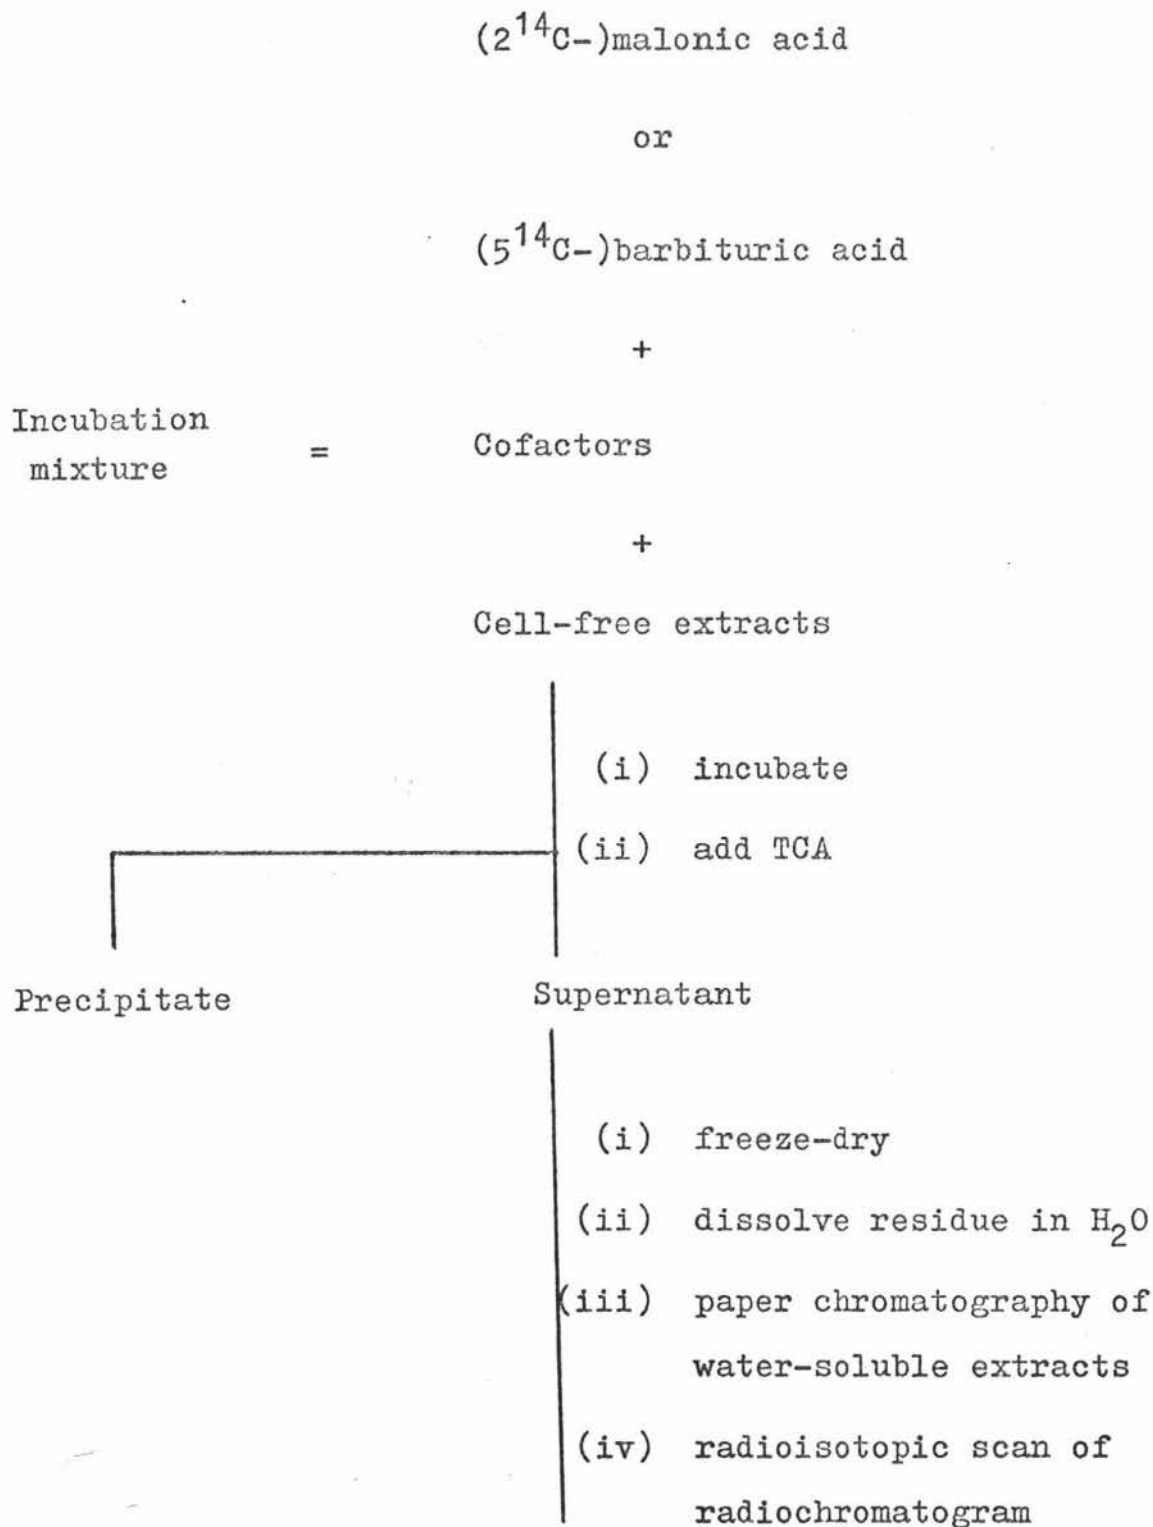 (2¹⁴C-)malonic acid
or
(5¹⁴C-)barbituric acid
+
Incubation
mixture
= Cofactors
+
Cell-free extracts
(i) incubate
(ii) add TCA
Precipitate Supernatant
(i) freeze-dry
(ii) dissolve residue in H₂O
(iii) paper chromatography of
water-soluble extracts
(iv) radioisotopic scan of
radiochromatogram